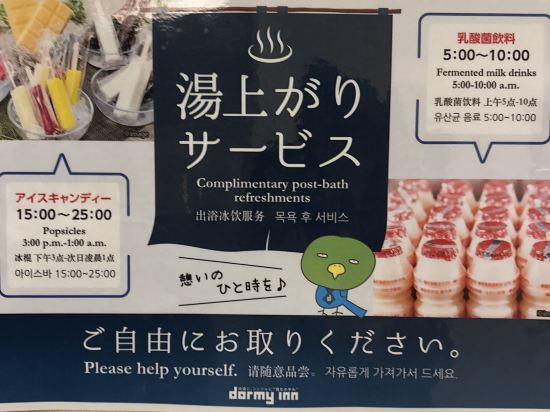 湯上がり
サービス
Complimentary post-bath
refreshments
出浴冰饮服务 목욕 후 서비스
乳酸菌飲料
5:00～10:00
Fermented milk drinks
5:00-10:00 a.m.
乳酸菌饮料 上午5点-10点
유산균 음료 5:00~10:00
アイスキャンディー
15:00～25:00
Popsicles
3:00 p.m.-1:00 a.m.
冰棍 下午3点-次日凌晨1点
아이스바 15:00~25:00
憩いの
ひと時を♪
ご自由にお取りください。
Please help yourself. 请随意品尝。 자유롭게 가져가서 드세요.
dormy inn